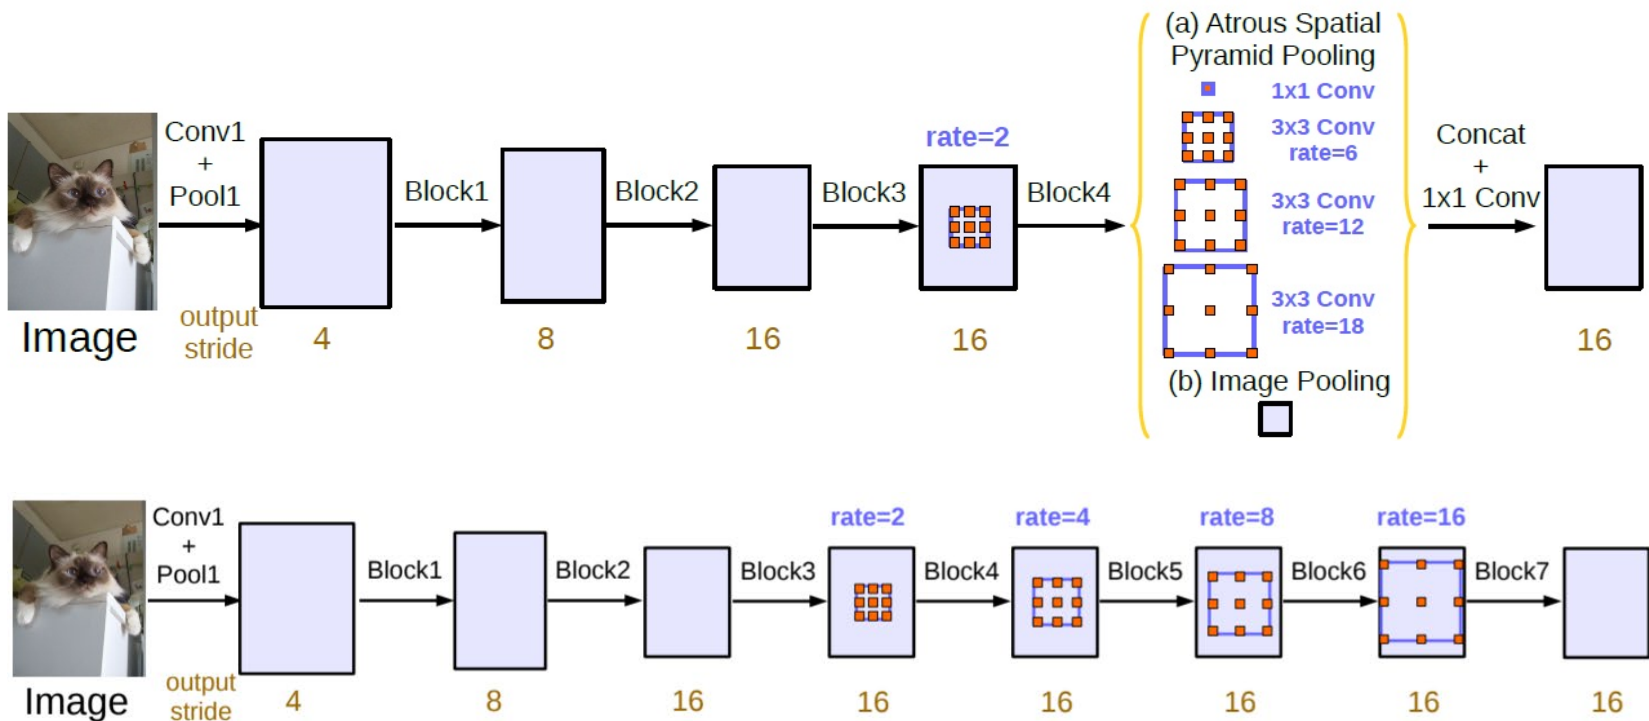 (a) Atrous Spatial
Pyramid Pooling
1x1 Conv
3x3 Conv
rate=6
3x3 Conv
rate=12
3x3 Conv
rate=18
(b) Image Pooling
Conv1
+
Pool1
Block1
Block2
Block3
rate=2
Block4
Concat
+
1x1 Conv
Image
output
stride
4
8
16
16
16
Conv1
+
Pool1
Block1
Block2
Block3
rate=2
Block4
rate=4
Block5
rate=8
Block6
rate=16
Block7
Image
output
stride
4
8
16
16
16
16
16
16